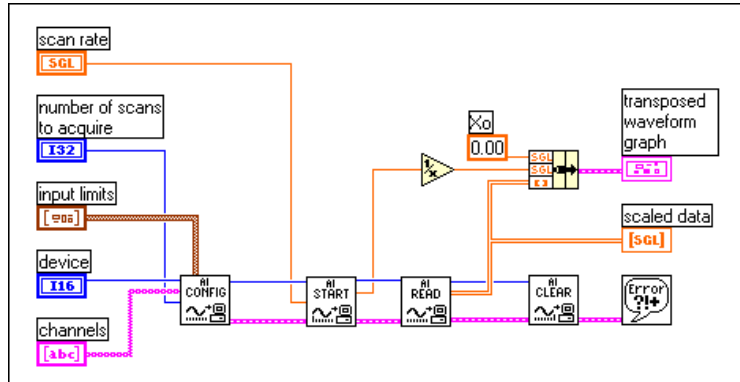 scan rate
SGL
number of scans
to acquire
I32
input limits
device
I16
channels
[abc]
AI
CONFIG
AI
START
1/x
AI
READ
Xo
0.00
SGL
SGL
AI
CLEAR
transposed
waveform
graph
scaled data
[SGL]
Error
?!+